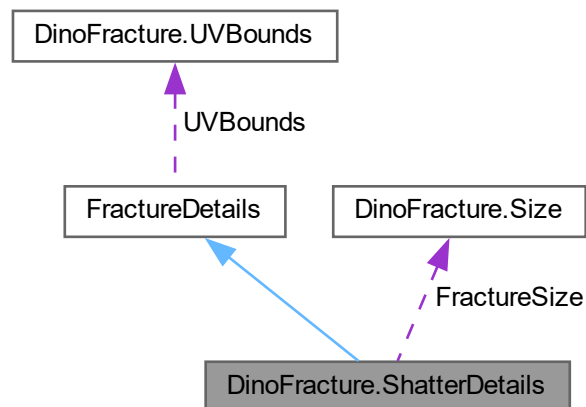 DinoFracture.UVBounds
UVBounds
FractureDetails
DinoFracture.Size
FractureSize
DinoFracture.ShatterDetails